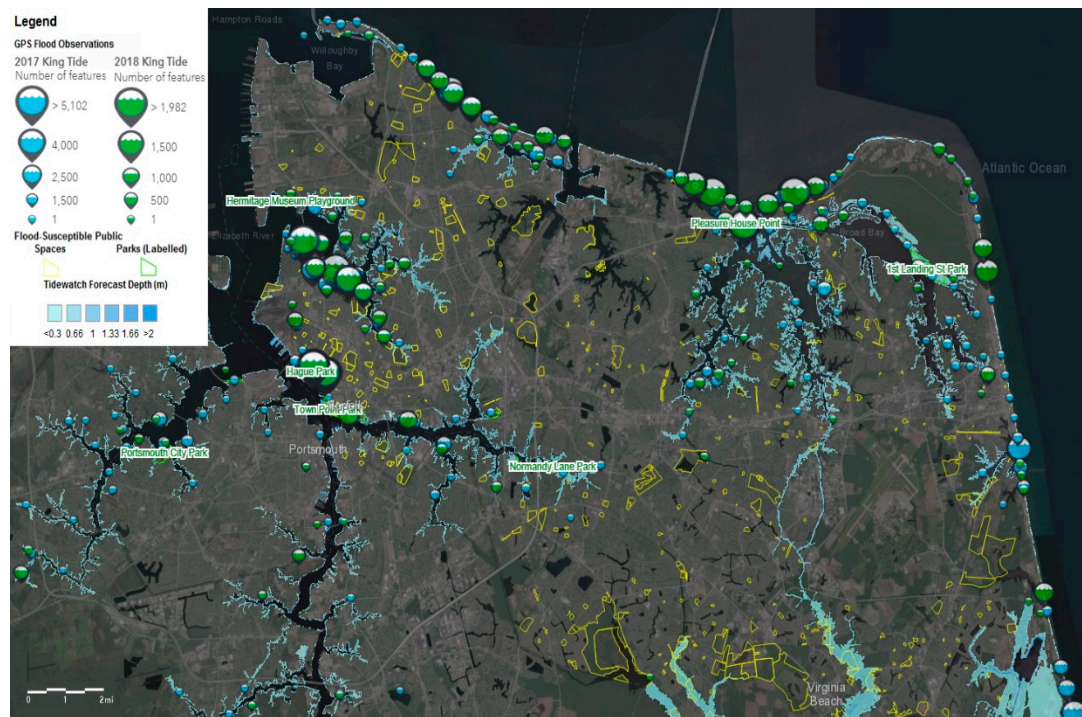 Legend
GPS Flood Observations
2017 King Tide 2018 King Tide
Number of features Number of features
> 5,102 > 1,982
4,000 1,500
2,500 1,000
1,500 500
1 1
Flood-Susceptible Public
Spaces Parks (Labelled)
Tidewatch Forecast Depth (m)
<0.3 0.66 1 1.33 1.66 >2
Hampton Roads
Willoughby
Bay
Atlantic Ocean
Hermitage Museum Playground
Elizabeth River
Pleasure House Point
Broad Bay
1st Landing St Park
Hague Park
Town Point Park
Portsmouth
Portsmouth City Park
Normandy Lane Park
Virginia
Beach
0 1 2mi